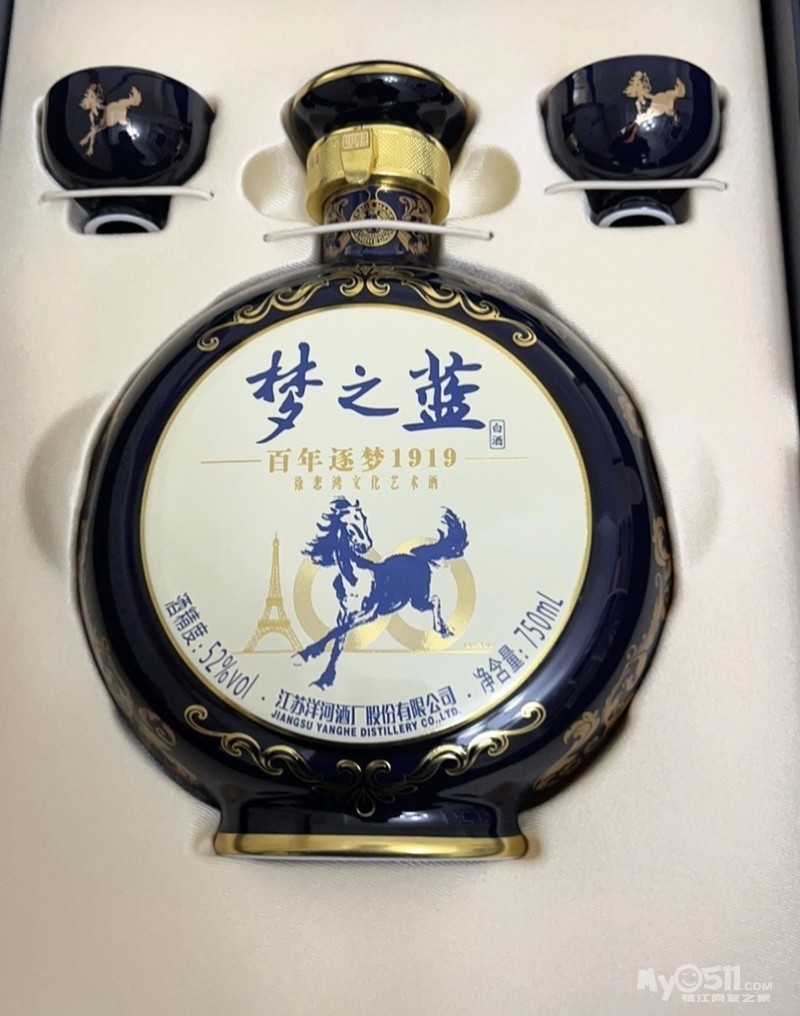 梦之蓝
白酒
百年逐梦1919
徐悲鸿文化艺术酒
酒精度：52%vol
·江苏洋河酒厂股份有限公司·
JIANGSU YANGHE DISTILLERY CO.,LTD.
净含量：750mL
My0511.COM
镇江网友之家